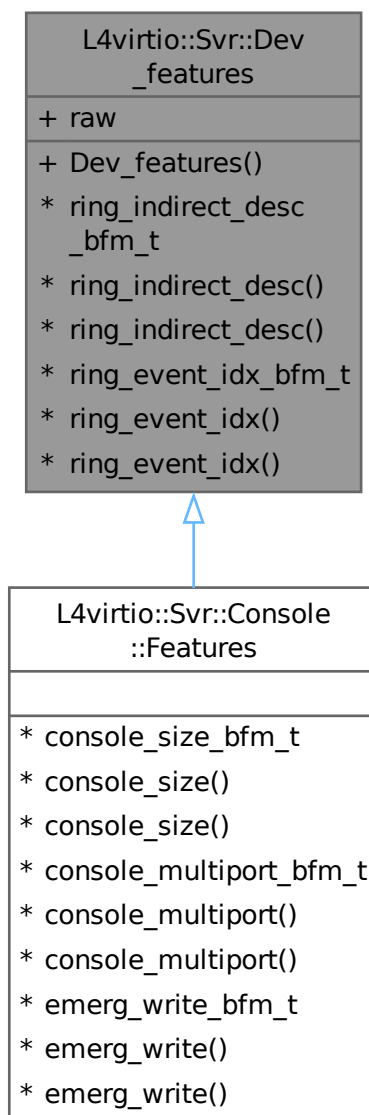 L4virtio::Svr::Dev
_features
+ raw
+ Dev_features()
* ring_indirect_desc
_bfm_t
* ring_indirect_desc()
* ring_indirect_desc()
* ring_event_idx_bfm_t
* ring_event_idx()
* ring_event_idx()
L4virtio::Svr::Console
::Features
* console_size_bfm_t
* console_size()
* console_size()
* console_multiport_bfm_t
* console_multiport()
* console_multiport()
* emerg_write_bfm_t
* emerg_write()
* emerg_write()